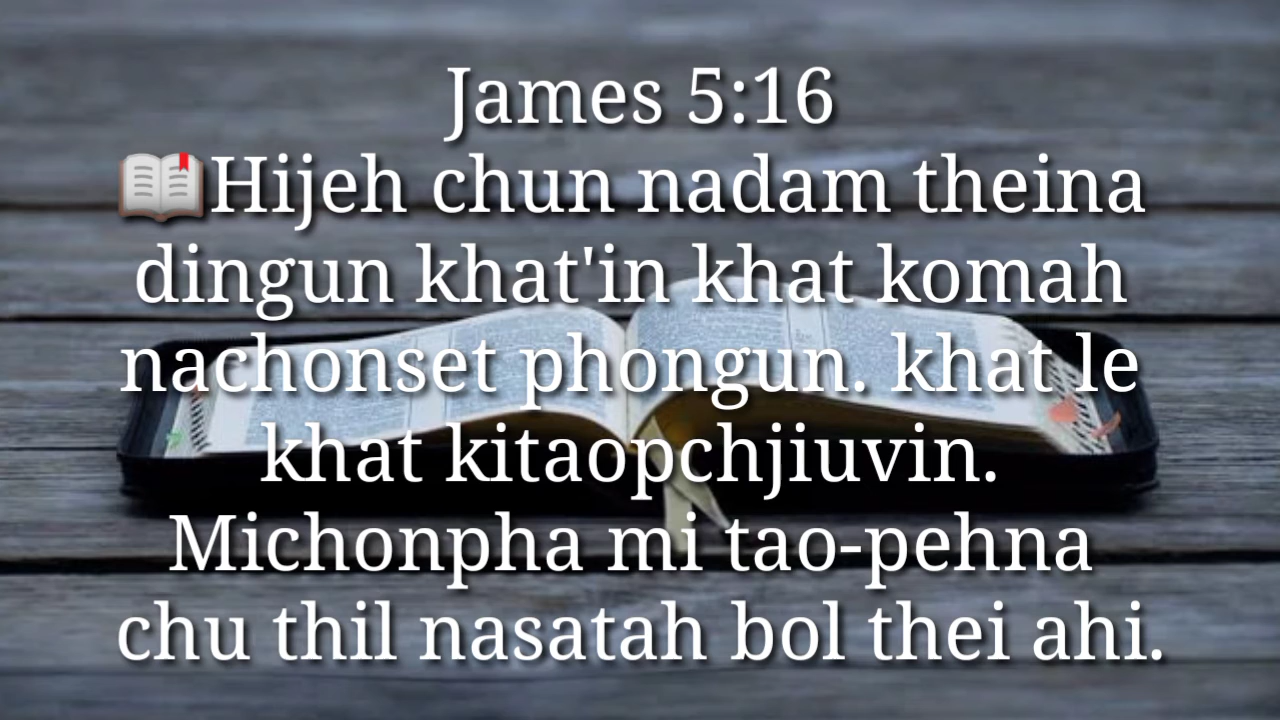 James 5:16
📖Hijeh chun nadam theina
dingun khat'in khat komah
nachonset phongun. khat le
khat kitaopchjiuvin.
Michonpha mi tao-pehna
chu thil nasatah bol thei ahi.